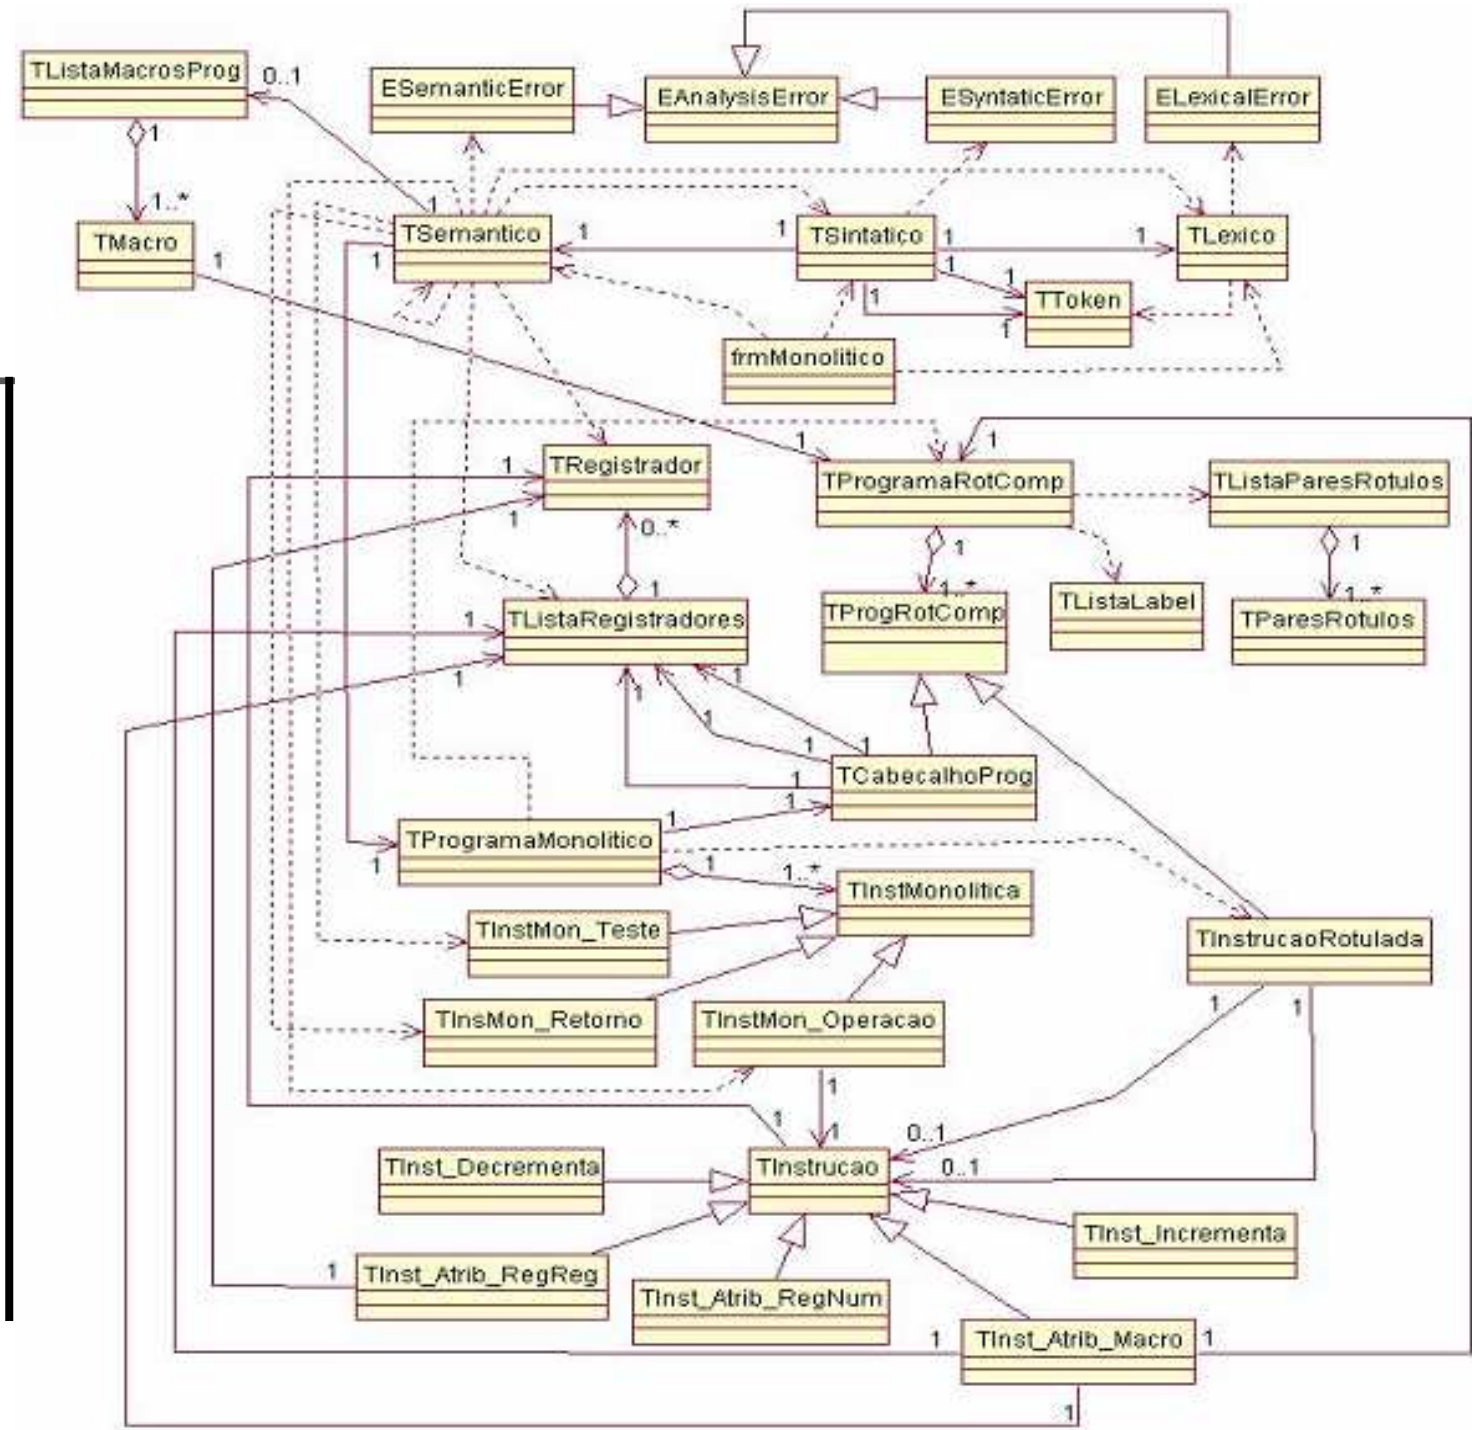 TListaMacrosProg
0..1
ESemanticError
EAnalysisError
ESyntaticError
ELexicalError
1
1..*
1
TMacro
1
TSemantico
1
1
1
TSintatico
1
1
TLexico
1
1
1
1
TToken
frmMonolitico
1
1
1
TRegistrador
1
0..*
TProgramaRotComp
TListaParesRotulos
1
1
1
TListaRegistradores
1
1..*
TProgRotComp
TListaLabel
1..*
TParesRotulos
1
1
1
1
1
1
1
TCabecalhoProg
1
1
1
TProgramaMonolitico
1
1
1..*
TInstMonolitica
TInstMon_Teste
TInstrucaoRotulada
TInsMon_Retorno
TInstMon_Operacao
1
1
1
1
1
0..1
0..1
TInst_Decrementa
TInstrucao
TInst_Incrementa
1
TInst_Atrib_RegReg
TInst_Atrib_RegNum
1
TInst_Atrib_Macro
1
1